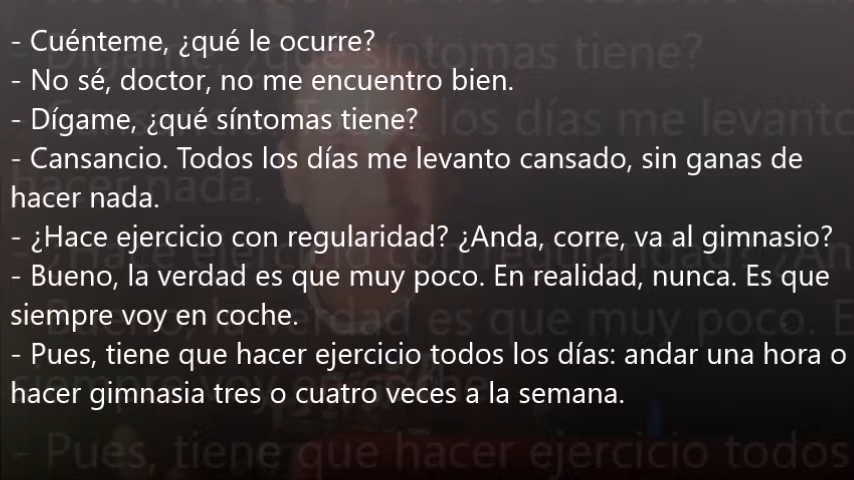 - Cuénteme, ¿qué le ocurre?
- No sé, doctor, no me encuentro bien.
- Dígame, ¿qué síntomas tiene?
- Cansancio. Todos los días me levanto cansado, sin ganas de
hacer nada.
- ¿Hace ejercicio con regularidad? ¿Anda, corre, va al gimnasio?
- Bueno, la verdad es que muy poco. En realidad, nunca. Es que
siempre voy en coche.
- Pues, tiene que hacer ejercicio todos los días: andar una hora o
hacer gimnasia tres o cuatro veces a la semana.